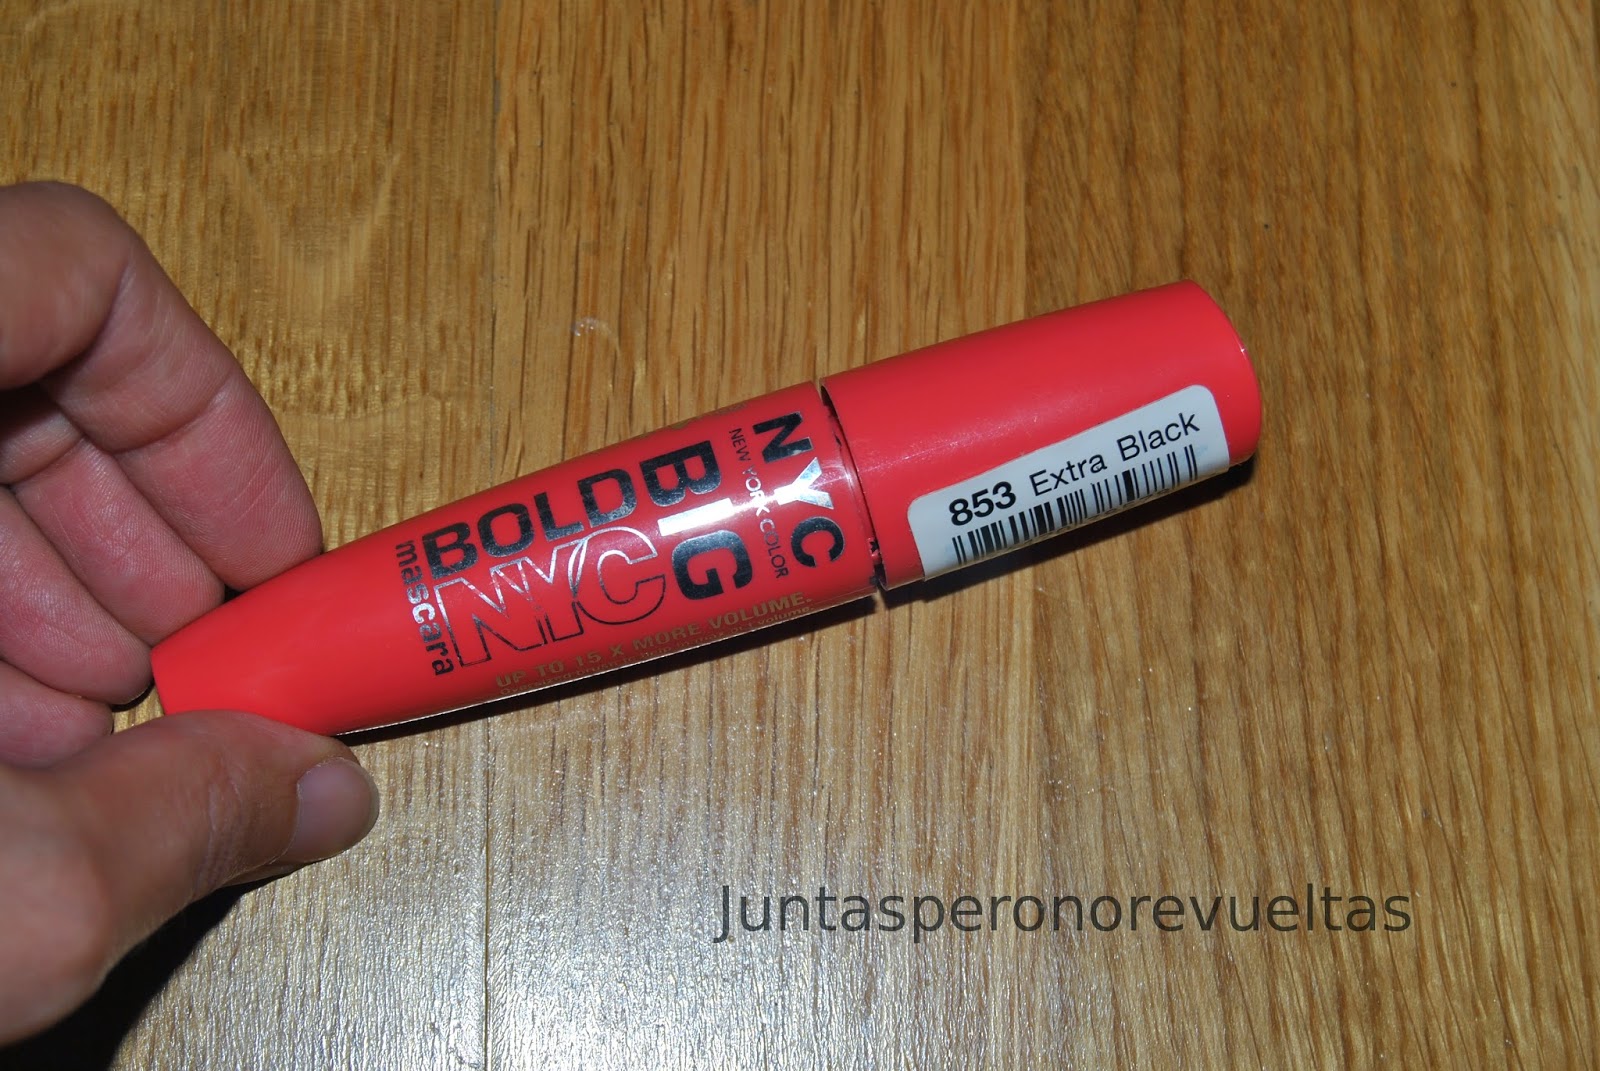 NYC
NEW YORK COLOR
BIG
BOLD
NYC
mascara
UP TO 15 X MORE VOLUME.
853 Extra Black
Juntasperonorevueltas